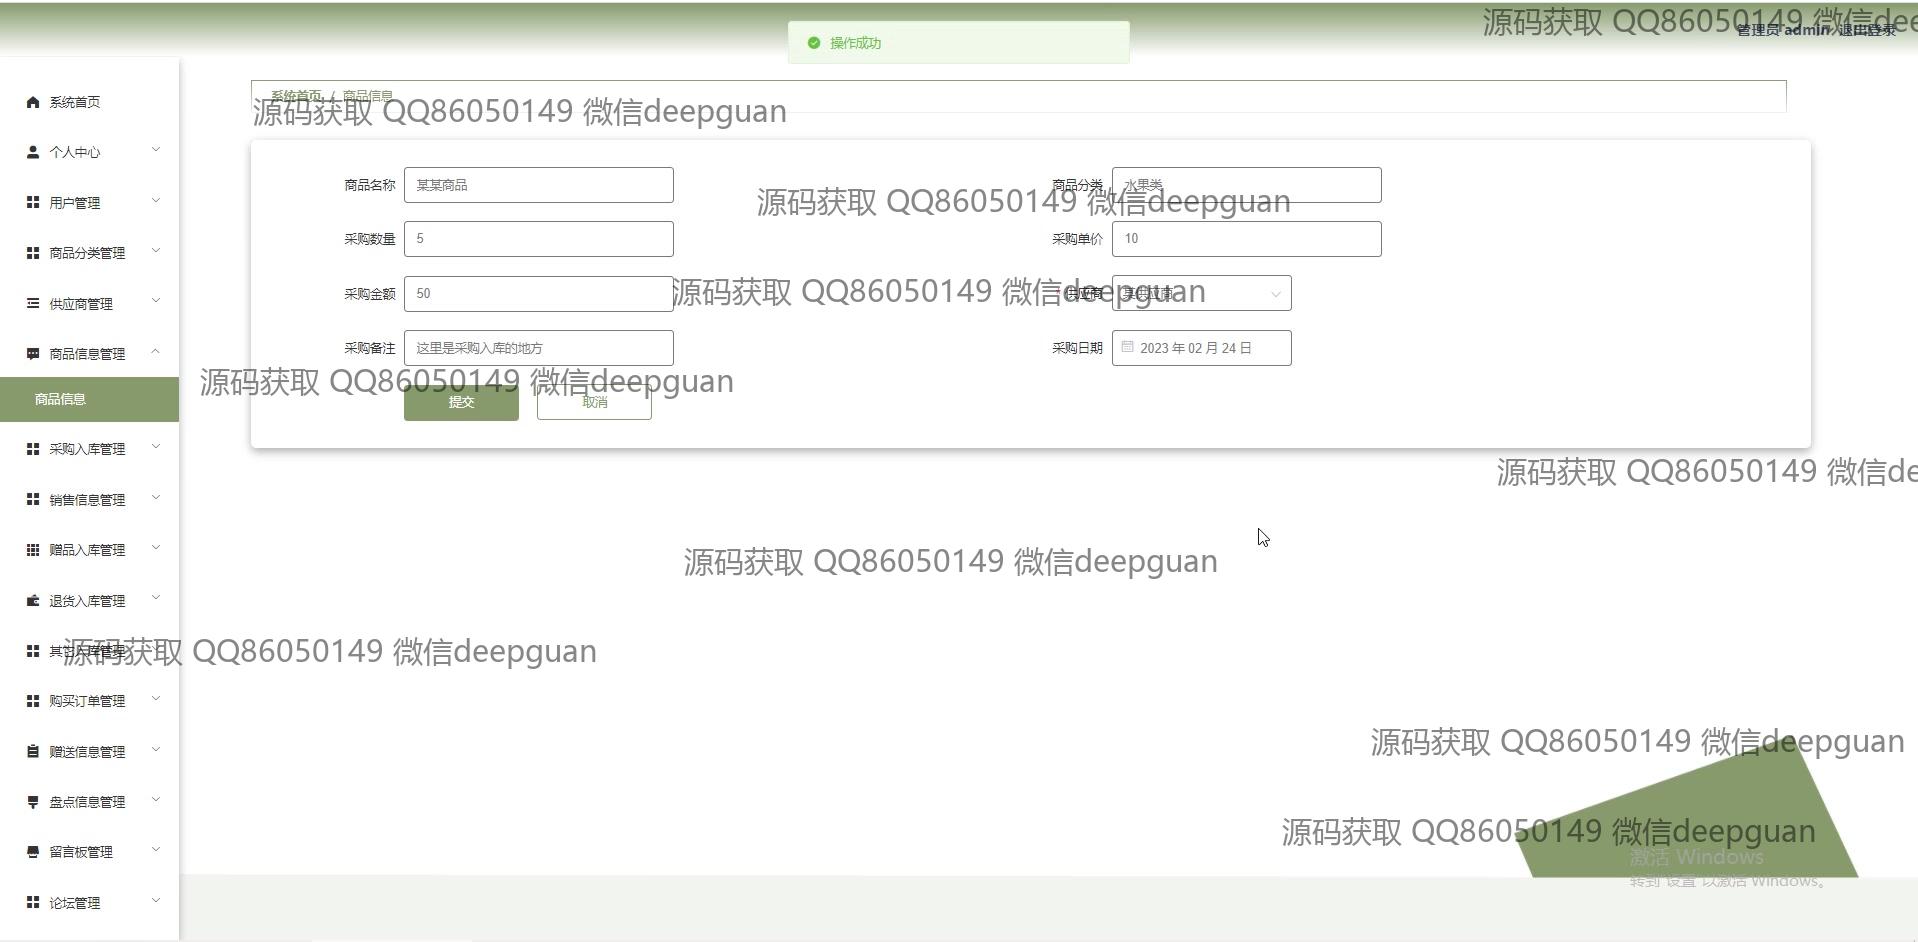 源码获取 QQ86050149 微信dee
管理员 admin 退出登录
操作成功
系统首页 / 商品信息
源码获取 QQ86050149 微信deepguan
系统首页
个人中心
用户管理
商品分类管理
供应商管理
商品信息管理
商品信息
采购入库管理
销售信息管理
赠品入库管理
退货入库管理
其它入库管理
购买订单管理
赠送信息管理
盘点信息管理
留言板管理
论坛管理
商品名称 某某商品
商品分类 水果类
源码获取 QQ86050149 微信deepguan
采购数量 5
采购单价 10
采购金额 50
* 供应商 某供应商
源码获取 QQ86050149 微信deepguan
采购备注 这里是采购入库的地方
采购日期 2023 年 02 月 24 日
源码获取 QQ86050149 微信deepguan
提交 取消
源码获取 QQ86050149 微信de
源码获取 QQ86050149 微信deepguan
源码获取 QQ86050149 微信deepguan
源码获取 QQ86050149 微信deepguan
源码获取 QQ86050149 微信deepguan
激活 Windows
转到"设置"以激活 Windows。